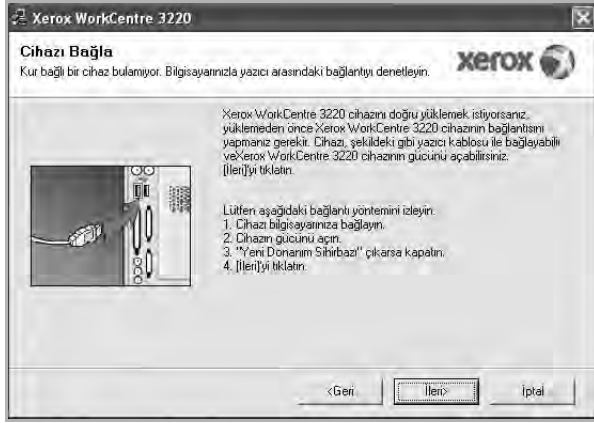 Xerox WorkCentre 3220
Cihazı Bağla
Kur bağlı bir cihaz bulamıyor. Bilgisayarınızla yazıcı arasındaki bağlantıyı denetleyin.
xerox
Xerox WorkCentre 3220 cihazını doğru yüklemek istiyorsanız,
yüklemeden önce Xerox WorkCentre 3220 cihazının bağlantısını
yapmanız gerekir. Cihazı, şekildeki gibi yazıcı kablosu ile bağlayabilir
veXerox WorkCentre 3220 cihazının gücünü açabilirsiniz.
[İleri]'yi tıklatın.
Lütfen aşağıdaki bağlantı yöntemini izleyin.
1. Cihazı bilgisayarınıza bağlayın.
2. Cihazın gücünü açın.
3. "Yeni Donanım Sihirbazı" çıkarsa kapatın.
4. [İleri]'yi tıklatın.
<Geri
İleri>
İptal